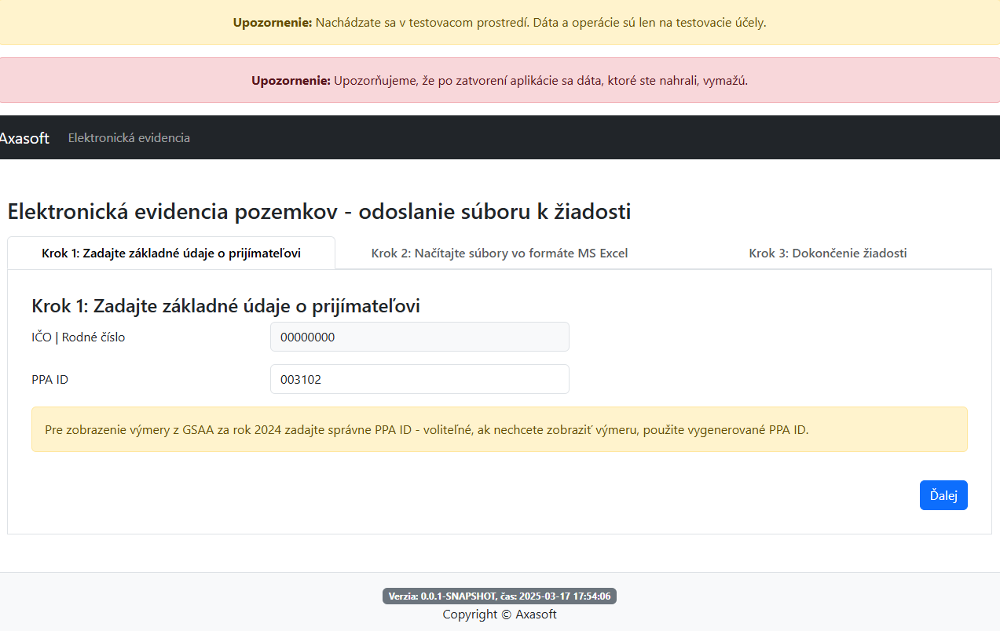 Upozornenie: Nachádzate sa v testovacom prostredí. Dáta a operácie sú len na testovacie účely.
Upozornenie: Upozorňujeme, že po zatvorení aplikácie sa dáta, ktoré ste nahrali, vymažú.
Axasoft Elektronická evidencia
Elektronická evidencia pozemkov - odoslanie súboru k žiadosti
Krok 1: Zadajte základné údaje o prijímateľovi Krok 2: Načítajte súbory vo formáte MS Excel Krok 3: Dokončenie žiadosti
Krok 1: Zadajte základné údaje o prijímateľovi
IČO | Rodné číslo 00000000
PPA ID 003102
Pre zobrazenie výmery z GSAA za rok 2024 zadajte správne PPA ID - voliteľné, ak nechcete zobraziť výmeru, použite vygenerované PPA ID.
Ďalej
Verzia: 0.0.1-SNAPSHOT, čas: 2025-03-17 17:54:06
Copyright © Axasoft